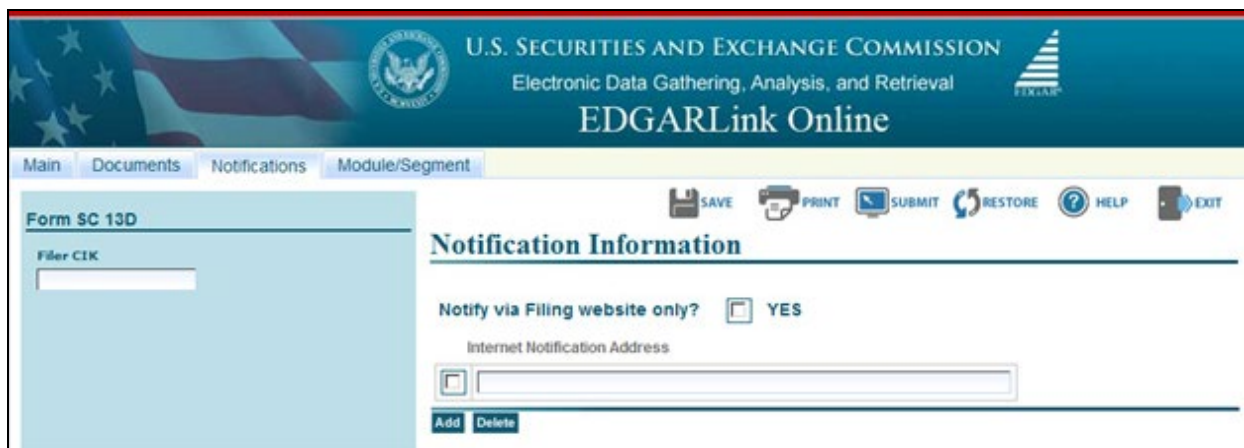 U.S. SECURITIES AND EXCHANGE COMMISSION
Electronic Data Gathering, Analysis, and Retrieval
EDGAR®
EDGARLink Online
Main Documents Notifications Module/Segment
SAVE PRINT SUBMIT RESTORE HELP EXIT
Form SC 13D
Filer CIK
Notification Information
Notify via Filing website only? YES
Internet Notification Address
Add Delete